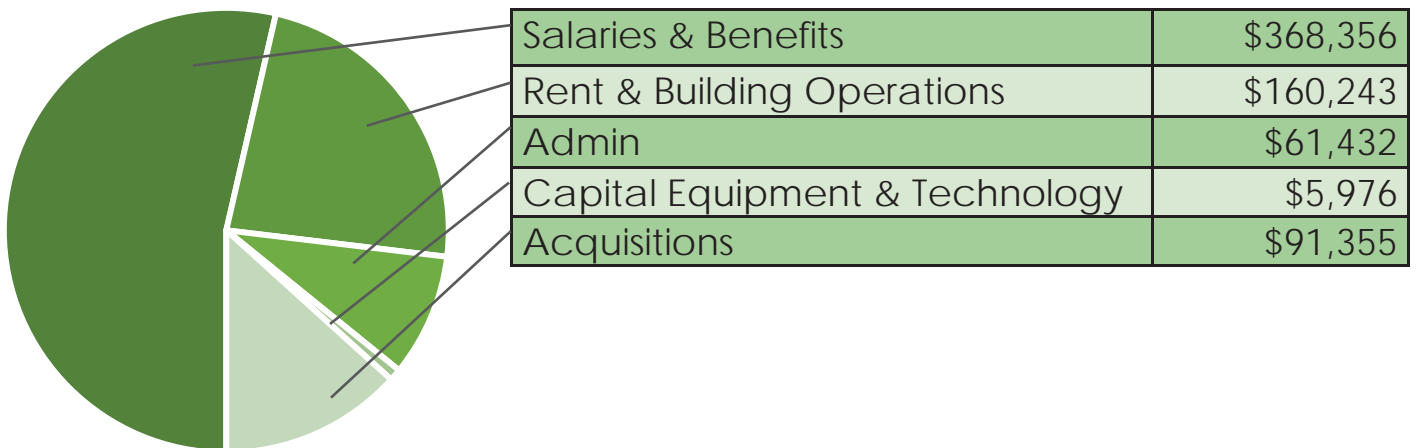 Salaries & Benefits $368,356
Rent & Building Operations $160,243
Admin $61,432
Capital Equipment & Technology $5,976
Acquisitions $91,355